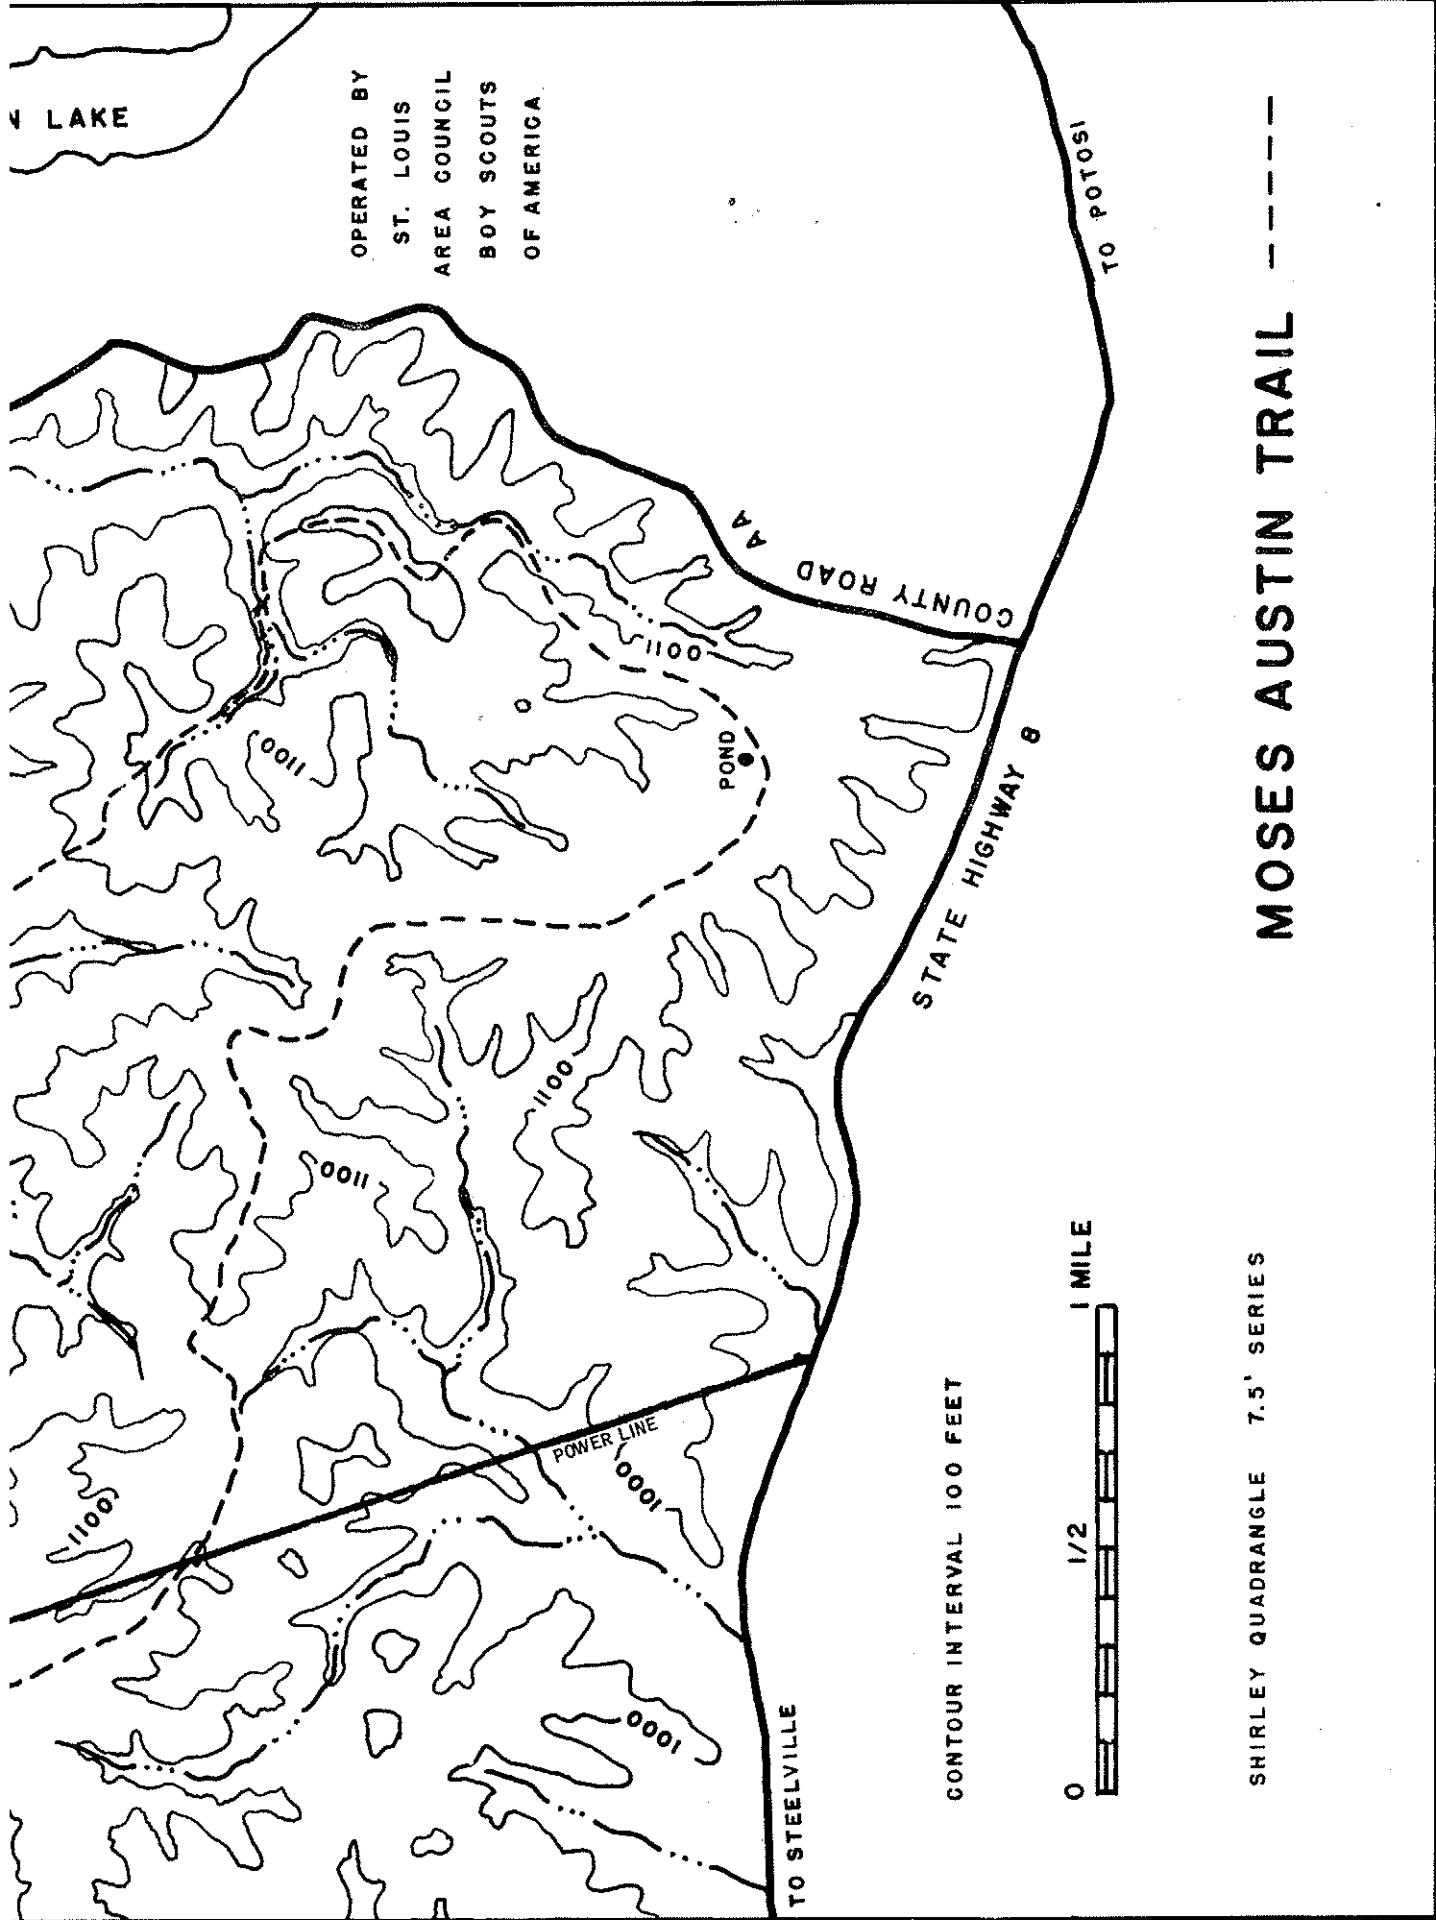 N LAKE
OPERATED BY
ST. LOUIS
AREA COUNCIL
BOY SCOUTS
OF AMERICA
TO POTOSI
COUNTY ROAD AA
1100
1100
POND
STATE HIGHWAY 8
1100
1100
1100
POWER LINE
1000
1000
TO STEELVILLE
MOSES AUSTIN TRAIL
CONTOUR INTERVAL 100 FEET
0 1/2 1 MILE
SHIRLEY QUADRANGLE 7.5' SERIES